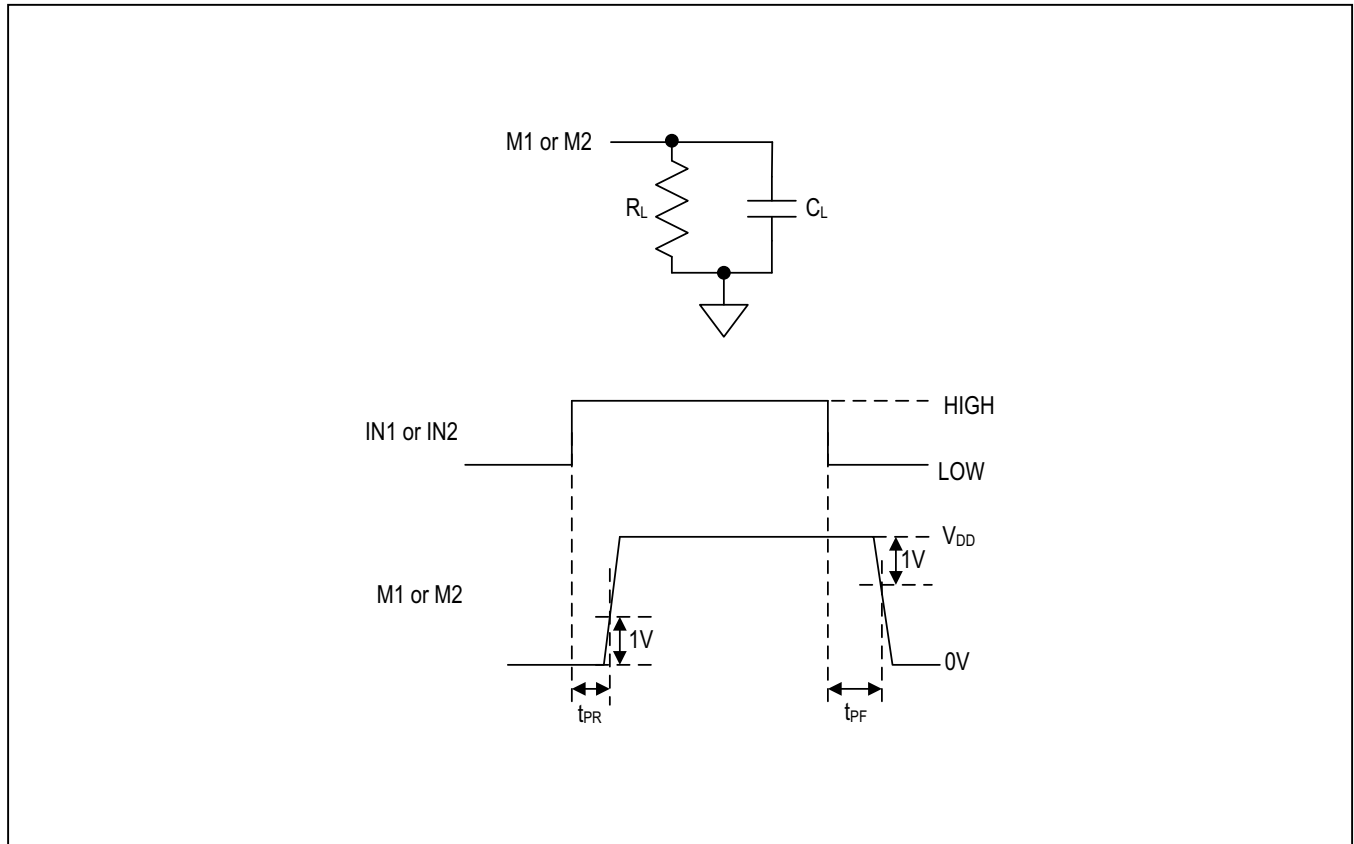 M1 or M2
RL
CL
IN1 or IN2
HIGH
LOW
M1 or M2
VDD
1V
1V
0V
tPR
tPF